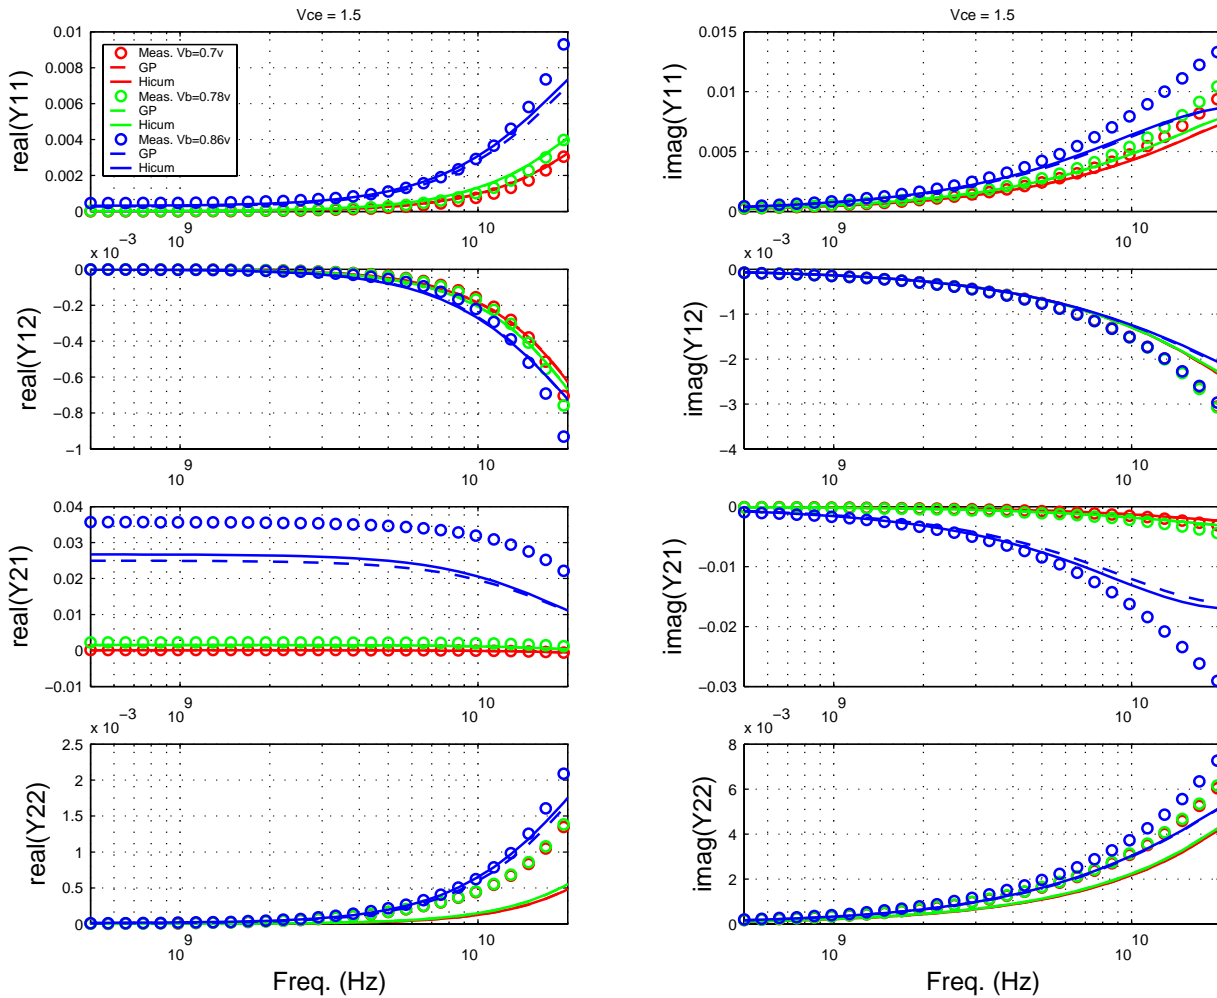 Vce = 1.5
0.01
0.008
0.006
0.004
0.002
0
real(Y11)
Meas. Vb=0.7v
GP
Hicum
Meas. Vb=0.78v
GP
Hicum
Meas. Vb=0.86v
GP
Hicum
10 9
10 10
Vce = 1.5
0.015
0.01
0.005
0
imag(Y11)
10 9
10 10
x 10 −3
0
−0.2
−0.4
−0.6
−0.8
−1
real(Y12)
10 9
10 10
x 10 −3
0
−1
−2
−3
−4
imag(Y12)
10 9
10 10
0.04
0.03
0.02
0.01
0
−0.01
real(Y21)
10 9
10 10
0
−0.01
−0.02
−0.03
imag(Y21)
10 9
10 10
x 10 −3
2.5
2
1.5
1
0.5
0
real(Y22)
10 9
10 10
Freq. (Hz)
x 10 −3
8
6
4
2
0
imag(Y22)
10 9
10 10
Freq. (Hz)